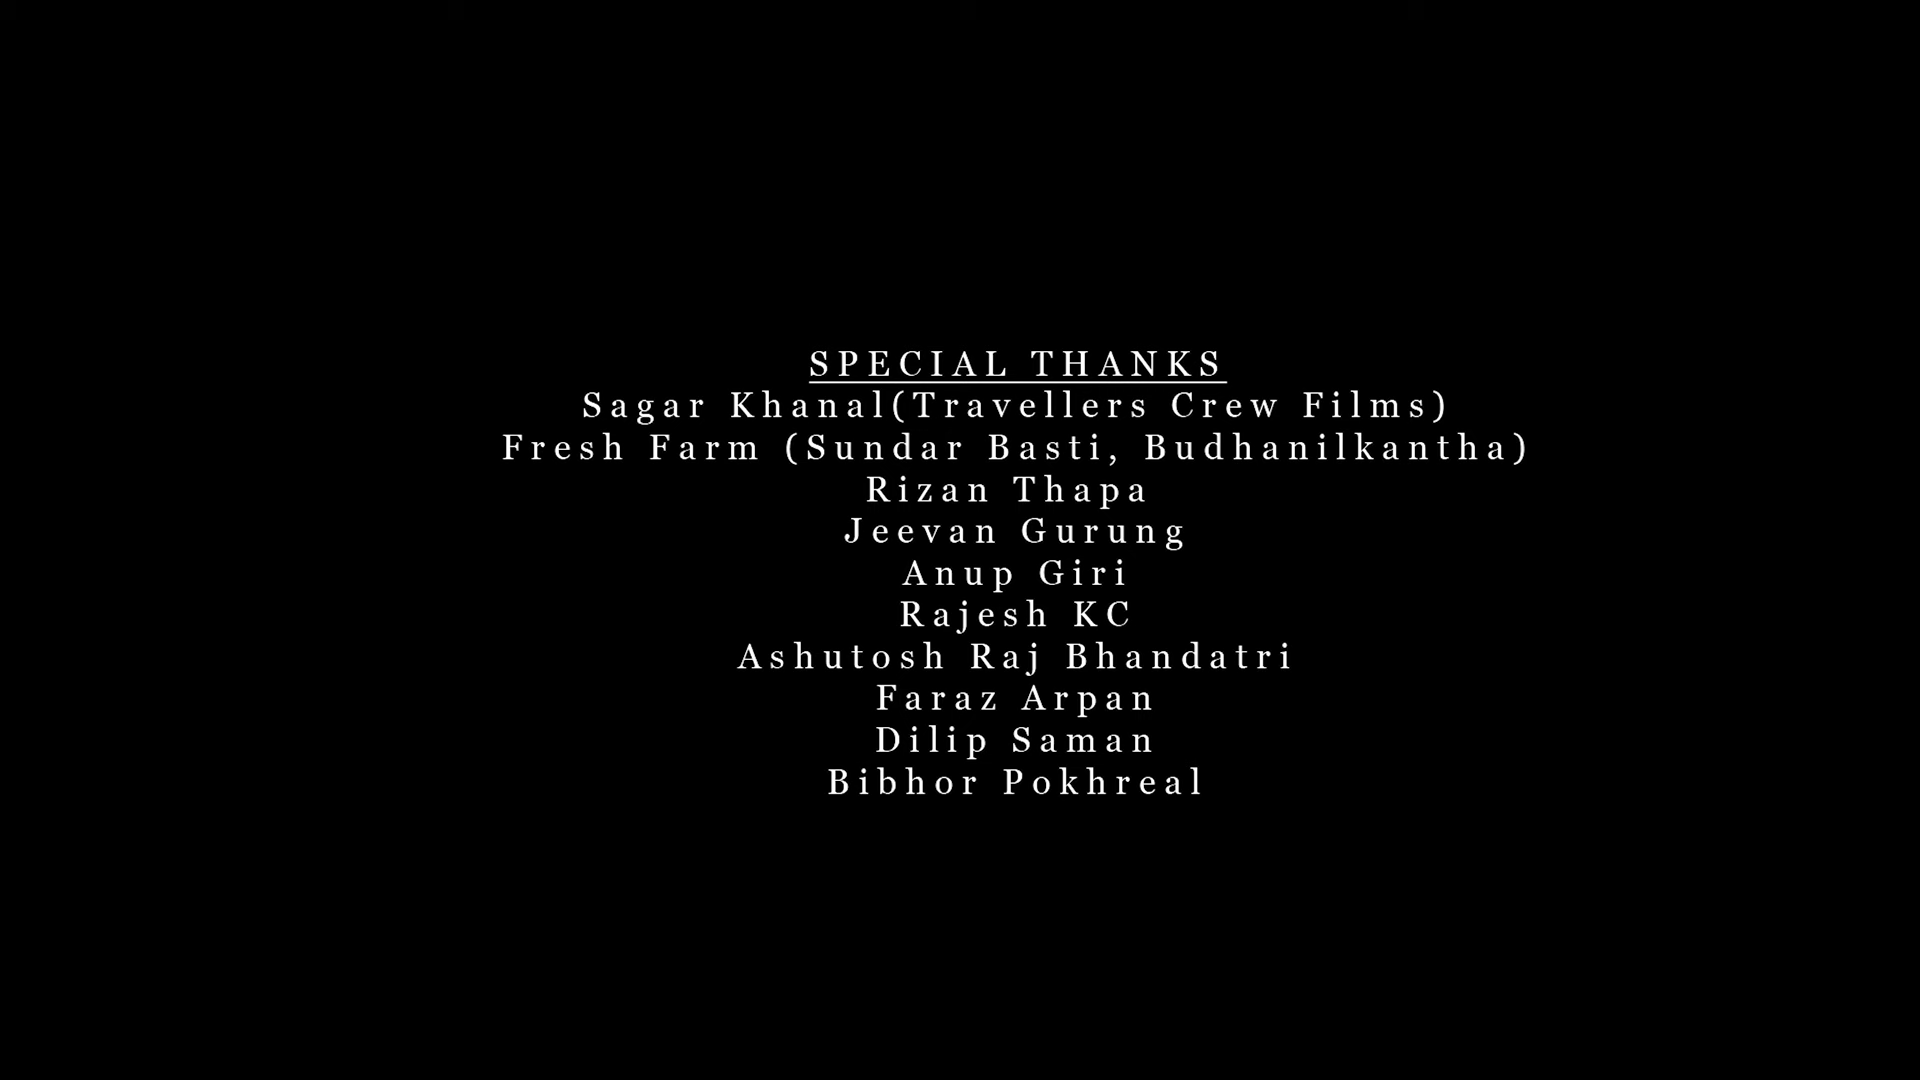 SPECIAL THANKS
Sagar Khanal(Travellers Crew Films)
Fresh Farm (Sundar Basti, Budhanilkantha)
Rizan Thapa
Jeevan Gurung
Anup Giri
Rajesh KC
Ashutosh Raj Bhandatri
Faraz Arpan
Dilip Saman
Bibhor Pokhreal